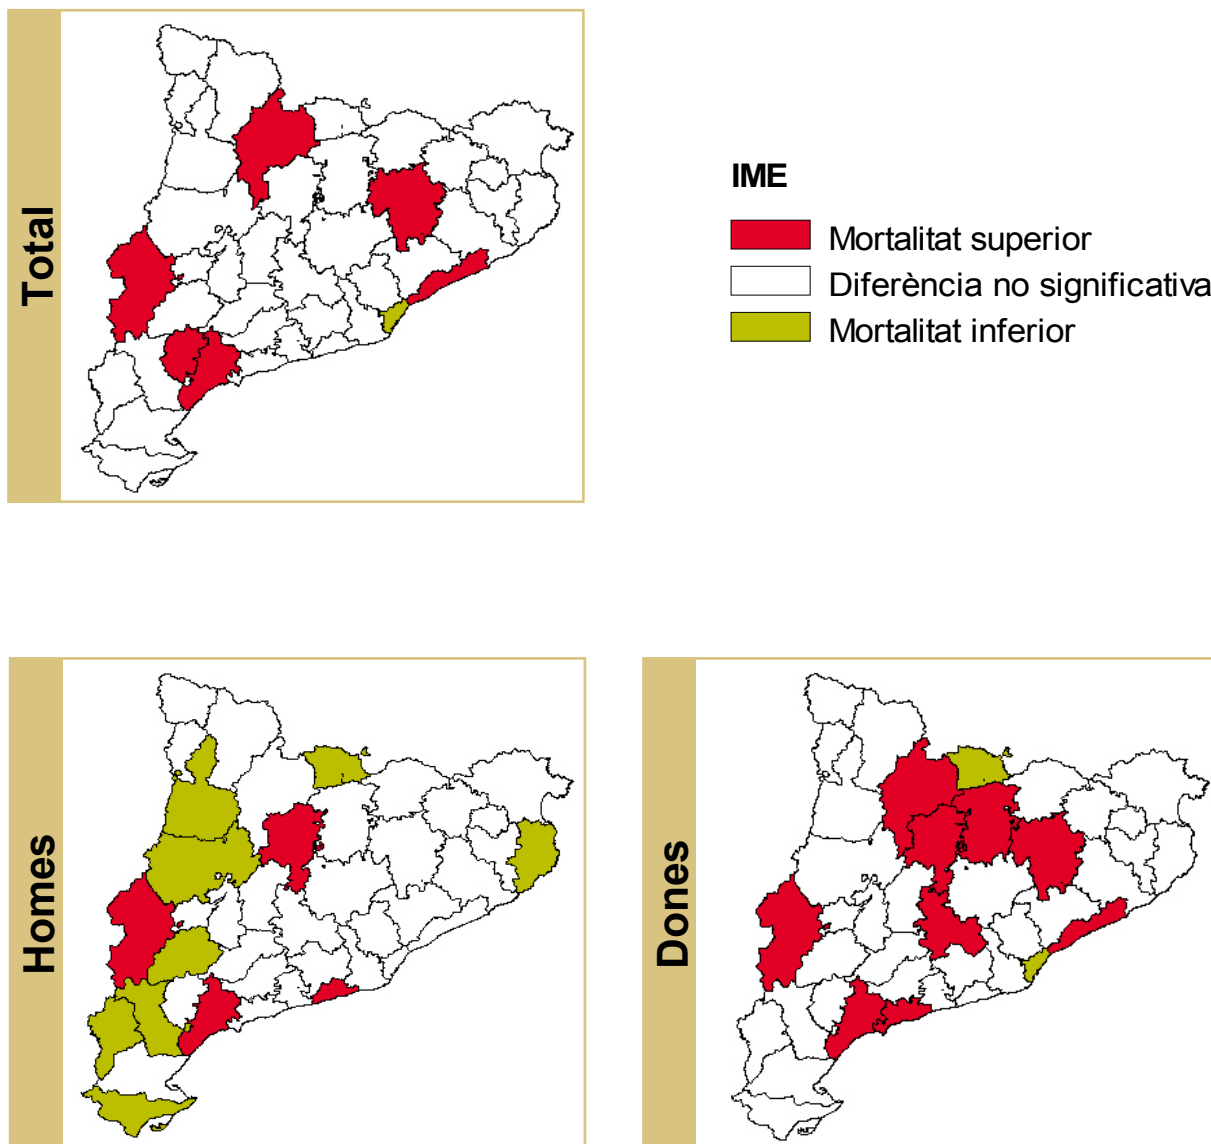 Total
IME
Mortalitat superior
Diferència no significativa
Mortalitat inferior
Homes
Dones